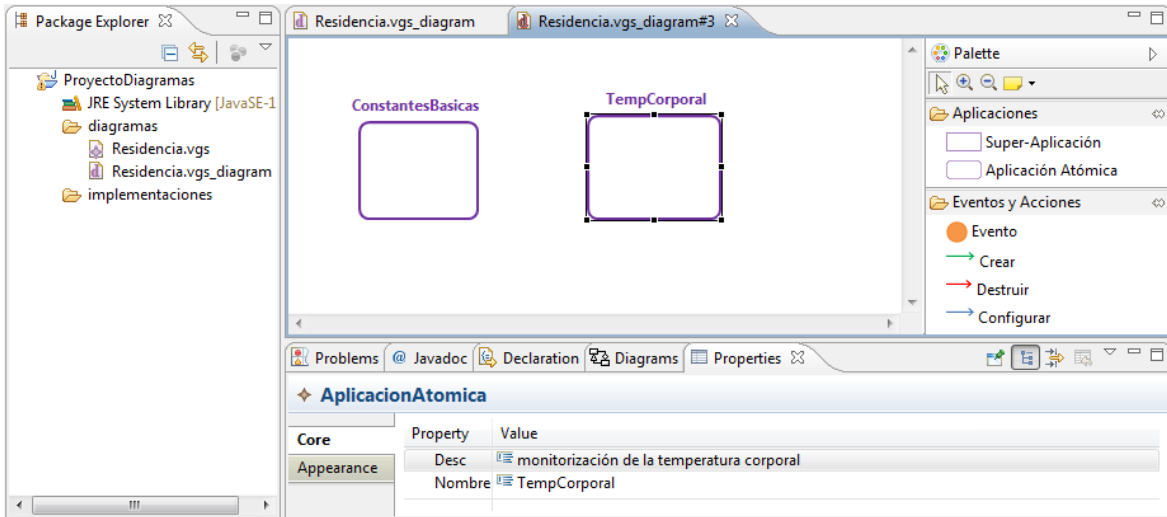 Package Explorer
ProyectoDiagramas
JRE System Library [JavaSE-1
diagramas
Residencia.vgs
Residencia.vgs_diagram
implementaciones
Residencia.vgs_diagram
Residencia.vgs_diagram#3
ConstantesBasicas
TempCorporal
Palette
Aplicaciones
Super-Aplicación
Aplicación Atómica
Eventos y Acciones
Evento
Crear
Destruir
Configurar
Problems @ Javadoc Declaration Diagrams Properties
AplicacionAtomica
Core
Appearance
Property Value
Desc monitorización de la temperatura corporal
Nombre TempCorporal